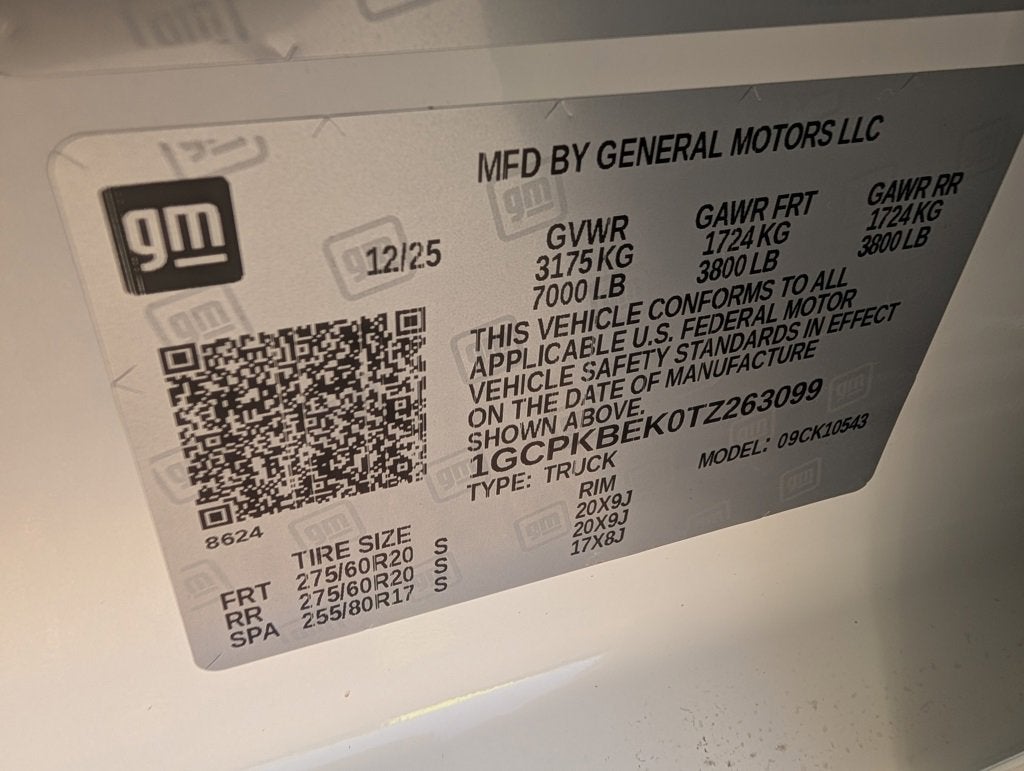 gm
MFD BY GENERAL MOTORS LLC
12/25
GVWR GAWR FRT GAWR RR
3175 KG 1724 KG 1724 KG
7000 LB 3800 LB 3800 LB
THIS VEHICLE CONFORMS TO ALL
APPLICABLE U.S. FEDERAL MOTOR
VEHICLE SAFETY STANDARDS IN EFFECT
ON THE DATE OF MANUFACTURE
SHOWN ABOVE.
1GCPKBEK0TZ263099
TYPE: TRUCK MODEL: 09CK10543
8624
TIRE SIZE RIM
FRT 275/60R20 S 20X9J
RR 275/60R20 S 20X9J
SPA 255/80R17 S 17X8J